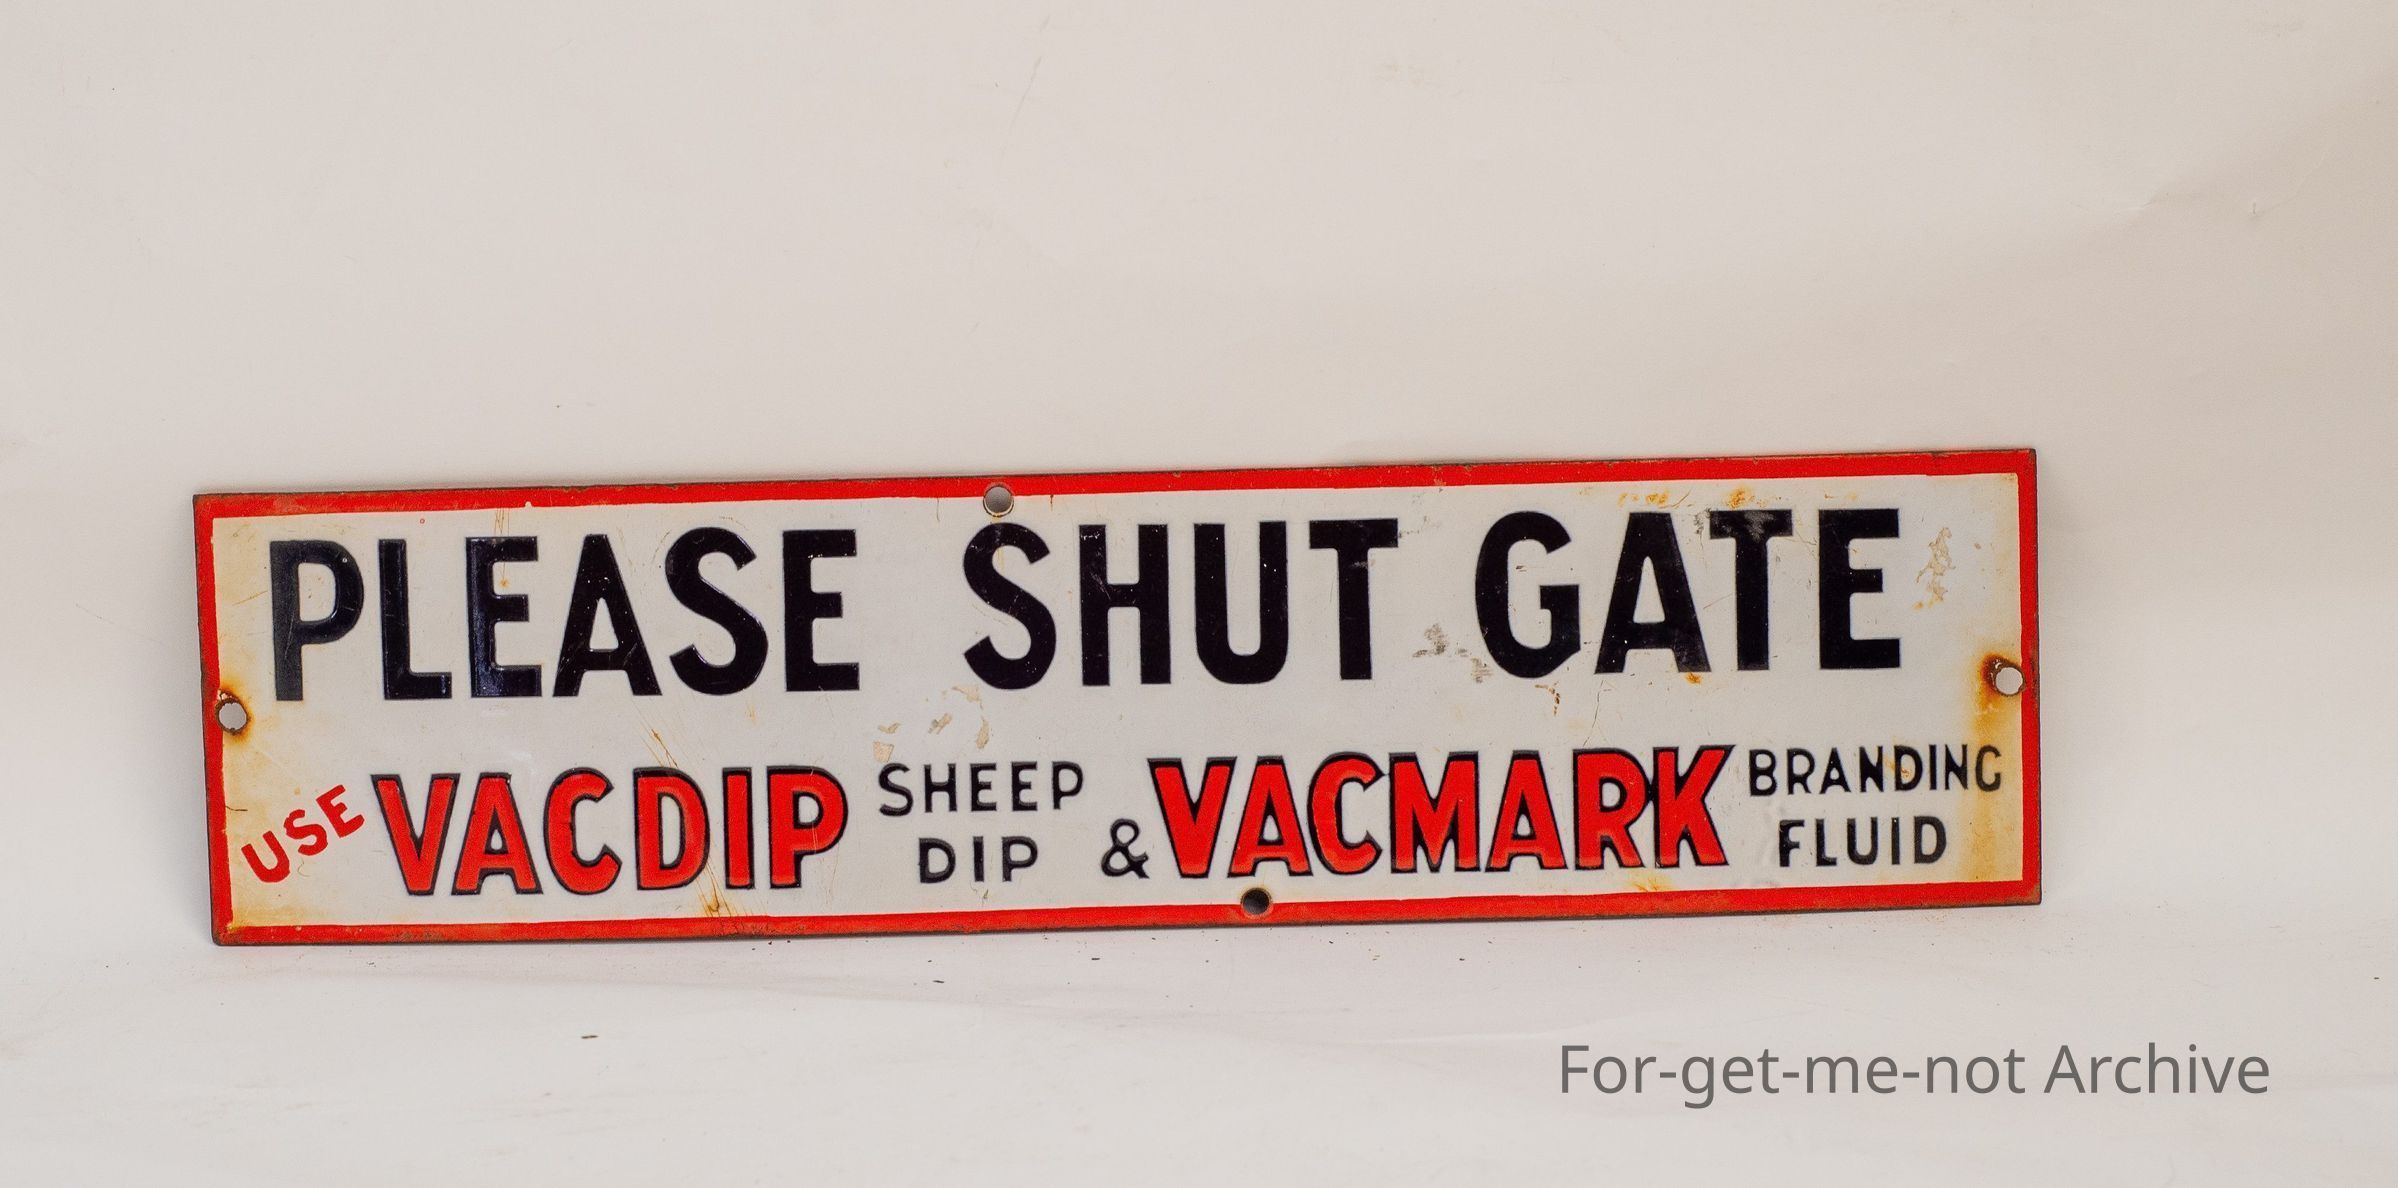 PLEASE SHUT GATE
USE VACDIP SHEEP DIP & VACMARK BRANDING FLUID
For-get-me-not Archive